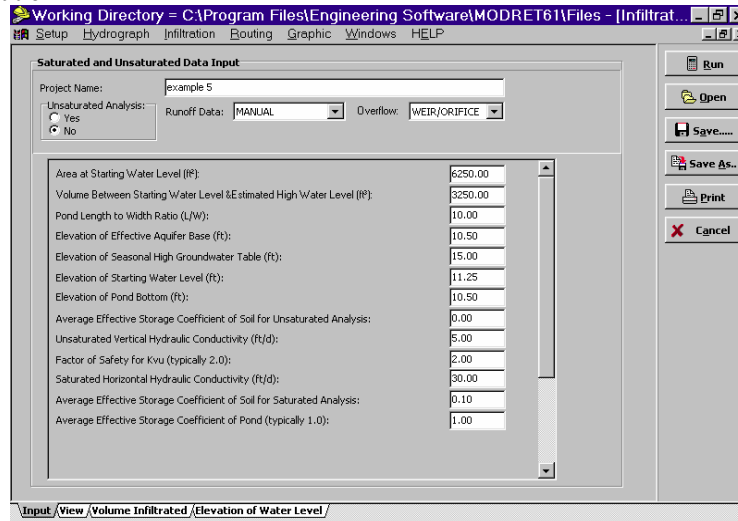 Working Directory = C:\Program Files\Engineering Software\MODRET61\Files - [Infiltrat...
Setup Hydrograph Infiltration Routing Graphic Windows HELP
Saturated and Unsaturated Data Input
Project Name: example 5
Unsaturated Analysis:
Yes
No
Runoff Data: MANUAL
Overflow: WEIR/ORIFICE
Area at Starting Water Level (ft²): 6250.00
Volume Between Starting Water Level &Estimated High Water Level (ft³): 3250.00
Pond Length to Width Ratio (L/W): 10.00
Elevation of Effective Aquifer Base (ft): 10.50
Elevation of Seasonal High Groundwater Table (ft): 15.00
Elevation of Starting Water Level (ft): 11.25
Elevation of Pond Bottom (ft): 10.50
Average Effective Storage Coefficient of Soil for Unsaturated Analysis: 0.00
Unsaturated Vertical Hydraulic Conductivity (ft/d): 5.00
Factor of Safety for Kvu (typically 2.0): 2.00
Saturated Horizontal Hydraulic Conductivity (ft/d): 30.00
Average Effective Storage Coefficient of Soil for Saturated Analysis: 0.10
Average Effective Storage Coefficient of Pond (typically 1.0): 1.00
Run
Open
Save.....
Save As..
Print
Cancel
Input View Volume Infiltrated Elevation of Water Level